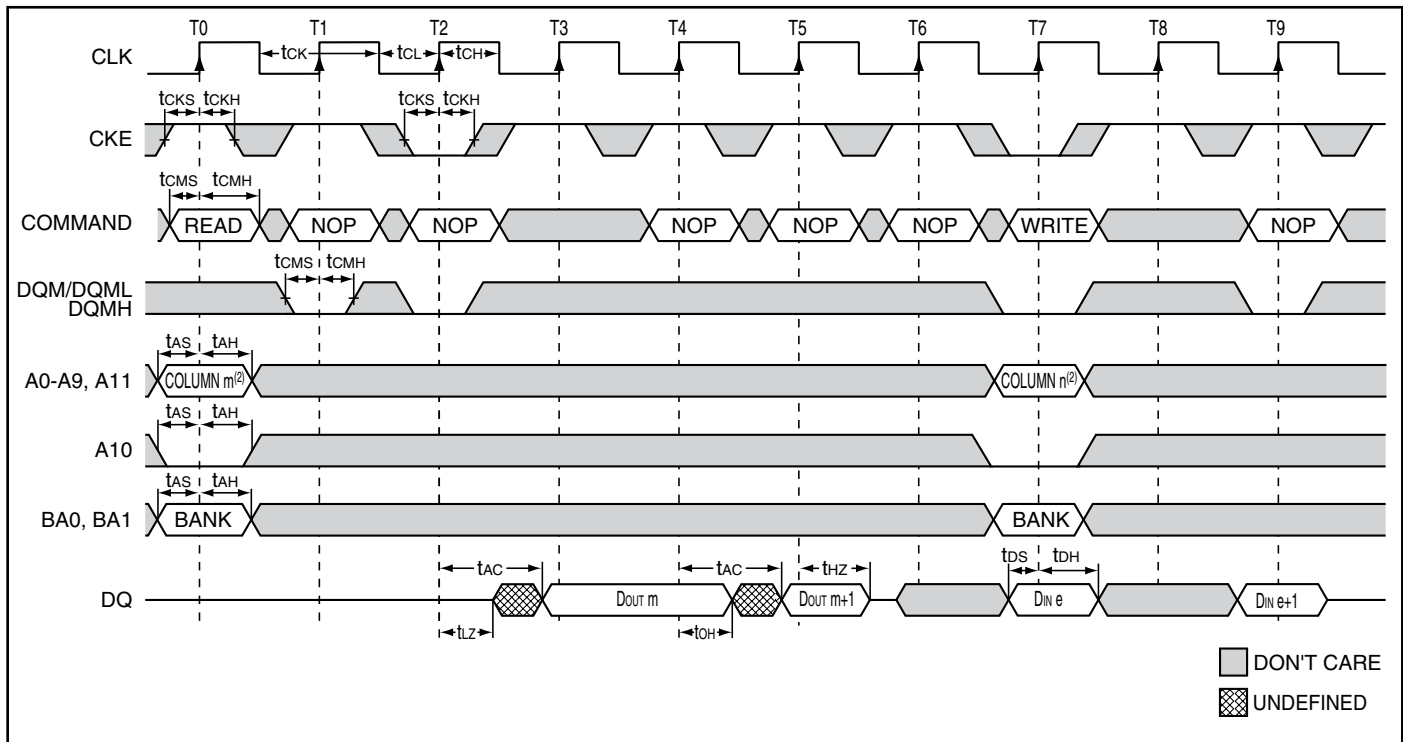 T0 T1 T2 T3 T4 T5 T6 T7 T8 T9
CLK tCK tCL tCH
tCKS tCKH tCKS tCKH
CKE
tCMS tCMH
COMMAND READ NOP NOP NOP NOP NOP WRITE NOP
tCMS tCMH
DQM/DQML
DQMH
tAS tAH
A0-A9, A11 COLUMN m(2) COLUMN n(2)
tAS tAH
A10
tAS tAH
BA0, BA1 BANK BANK
tAC tAC tHZ tDS tDH
DQ DOUT m DOUT m+1 DIN e DIN e+1
tLZ tOH
DON'T CARE
UNDEFINED